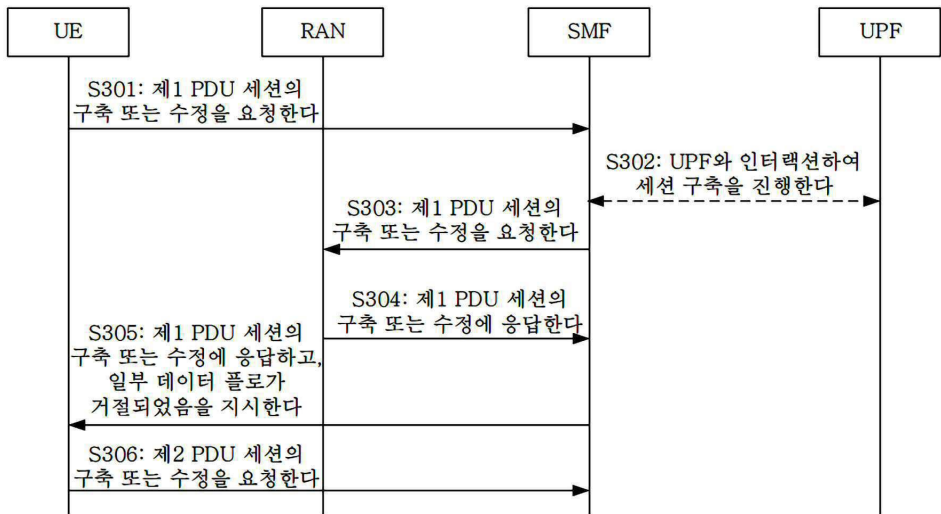 UE
RAN
SMF
UPF
S301: 제1 PDU 세션의
구축 또는 수정을 요청한다
S302: UPF와 인터랙션하여
세션 구축을 진행한다
S303: 제1 PDU 세션의
구축 또는 수정을 요청한다
S304: 제1 PDU 세션의
구축 또는 수정에 응답한다
S305: 제1 PDU 세션의
구축 또는 수정에 응답하고,
일부 데이터 플로가
거절되었음을 지시한다
S306: 제2 PDU 세션의
구축 또는 수정을 요청한다